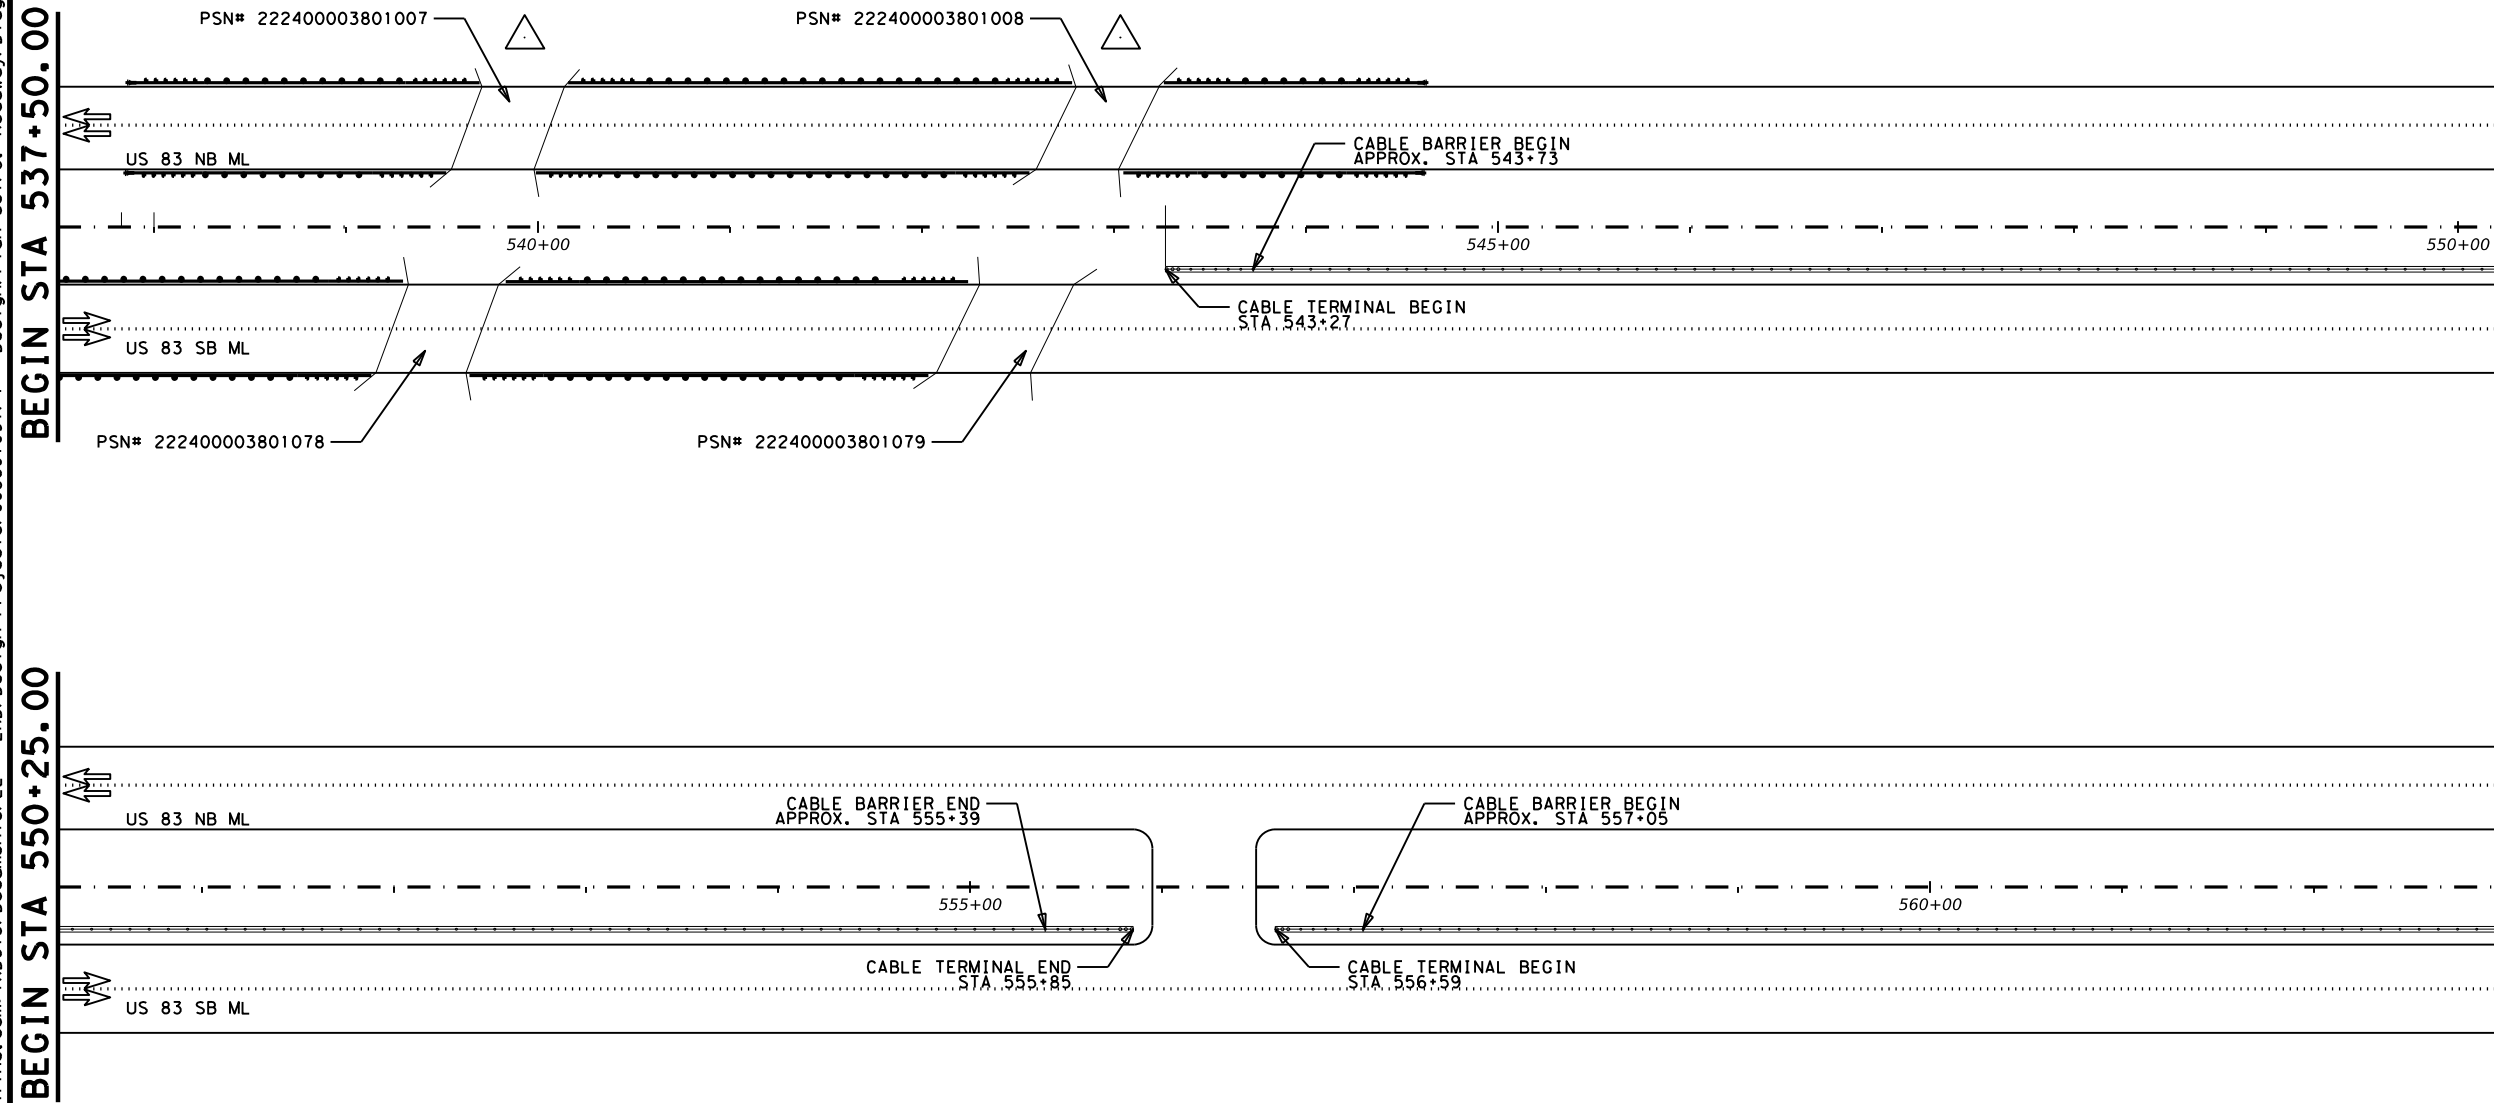 BEGIN STA 537+50.00
PSN# 222400003801007
PSN# 222400003801008
CABLE BARRIER BEGIN
APPROX. STA 543+73
US 83 NB ML
540+00
545+00
550+00
CABLE TERMINAL BEGIN
STA 543+27
US 83 SB ML
PSN# 222400003801078
PSN# 222400003801079
BEGIN STA 550+25.00
CABLE BARRIER END
APPROX. STA 555+39
CABLE BARRIER BEGIN
APPROX. STA 557+05
US 83 NB ML
555+00
560+00
CABLE TERMINAL END
STA 555+85
CABLE TERMINAL BEGIN
STA 556+59
US 83 SB ML